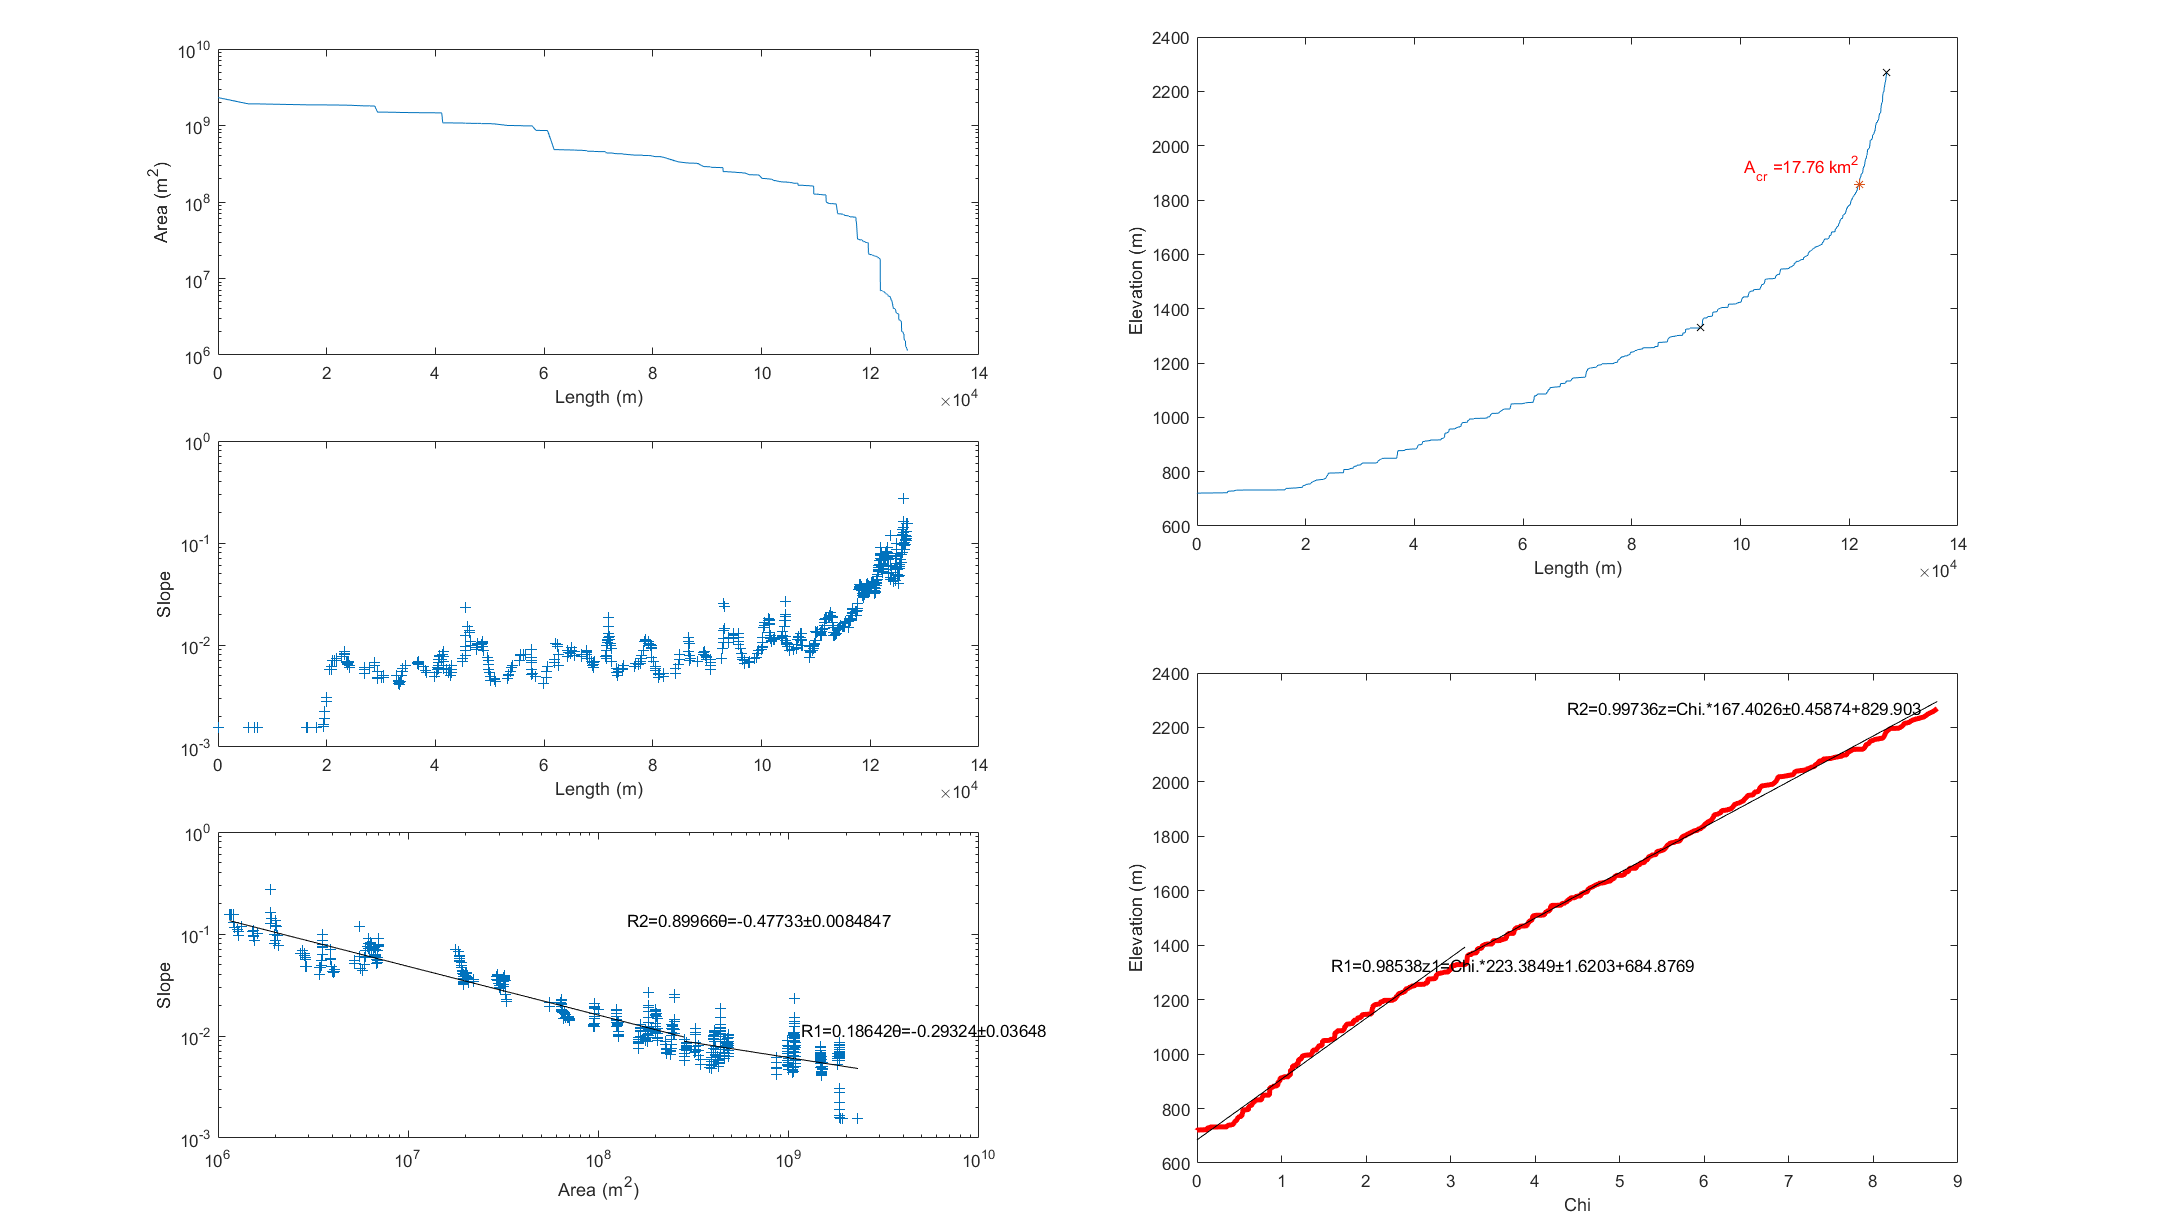 10^10
10^9
10^8
10^7
10^6
Area (m^2)
0 2 4 6 8 10 12 14
Length (m)
×10^4
10^0
10^-1
10^-2
10^-3
Slope
0 2 4 6 8 10 12 14
Length (m)
×10^4
10^0
10^-1
10^-2
10^-3
Slope
R2=0.89966θ=-0.47733±0.0084847
R1=0.18642θ=-0.29324±0.03648
10^6 10^7 10^8 10^9 10^10
Area (m^2)
2400
2200
2000
1800
1600
1400
1200
1000
800
600
Elevation (m)
A_cr =17.76 km^2
0 2 4 6 8 10 12 14
Length (m)
×10^4
2400
2200
2000
1800
1600
1400
1200
1000
800
600
Elevation (m)
R2=0.99736z=Chi.*167.4026±0.45874+829.903
R1=0.98538z1=Chi.*223.3849±1.6203+684.8769
0 1 2 3 4 5 6 7 8 9
Chi